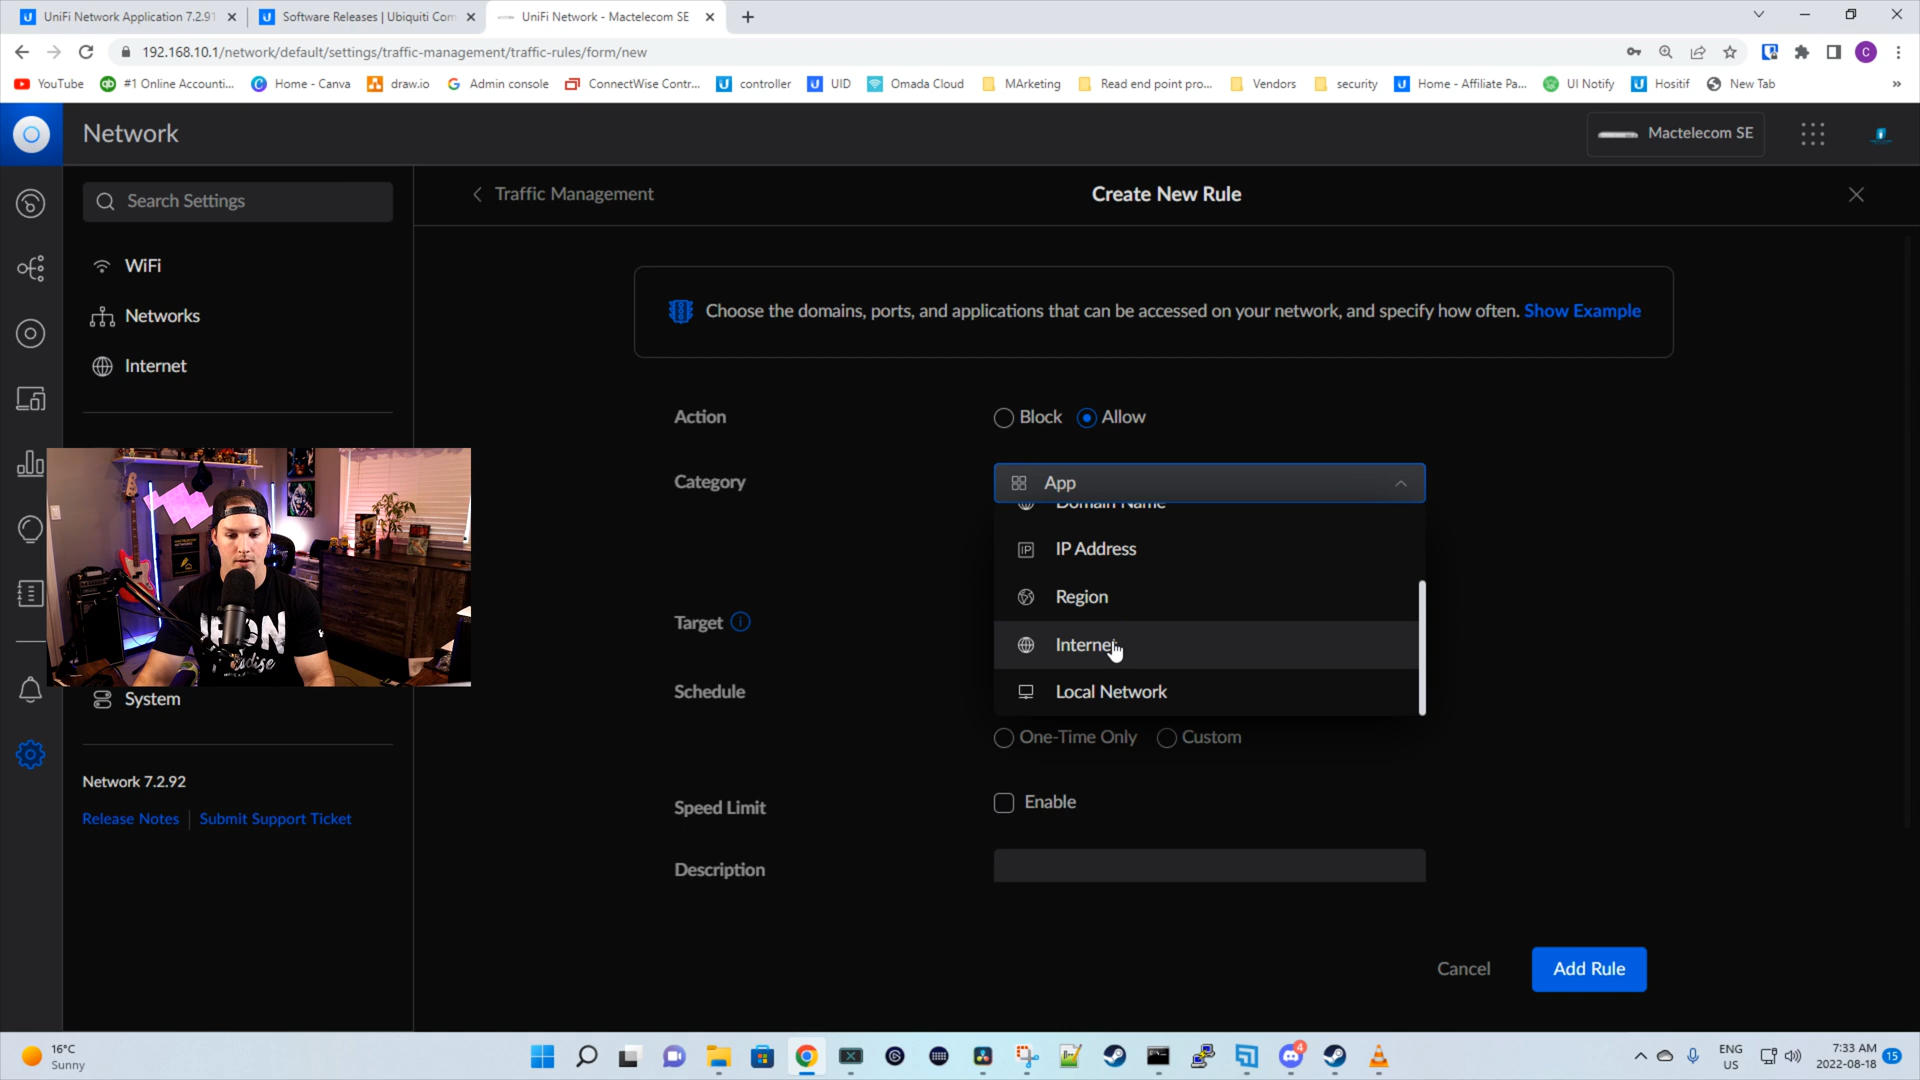 UniFi Network Application 7.2.91
Software Releases | Ubiquiti Com
UniFi Network - Mactelecom SE
192.168.10.1/network/default/settings/traffic-management/traffic-rules/form/new
YouTube
#1 Online Accounti...
Home - Canva
draw.io
Admin console
ConnectWise Contr...
controller
UID
Omada Cloud
MArketing
Read end point pro...
Vendors
security
Home - Affiliate Pa...
UI Notify
Hositif
New Tab
Network
Mactelecom SE
Search Settings
Traffic Management
Create New Rule
WiFi
Networks
Internet
Choose the domains, ports, and applications that can be accessed on your network, and specify how often. Show Example
Action
Block
Allow
Category
App
Domain Name
IP Address
Region
Internet
Local Network
Target
Schedule
One-Time Only
Custom
System
Network 7.2.92
Release Notes
Submit Support Ticket
Speed Limit
Enable
Description
Cancel
Add Rule
16°C
Sunny
4
ENG
US
7:33 AM
2022-08-18
15